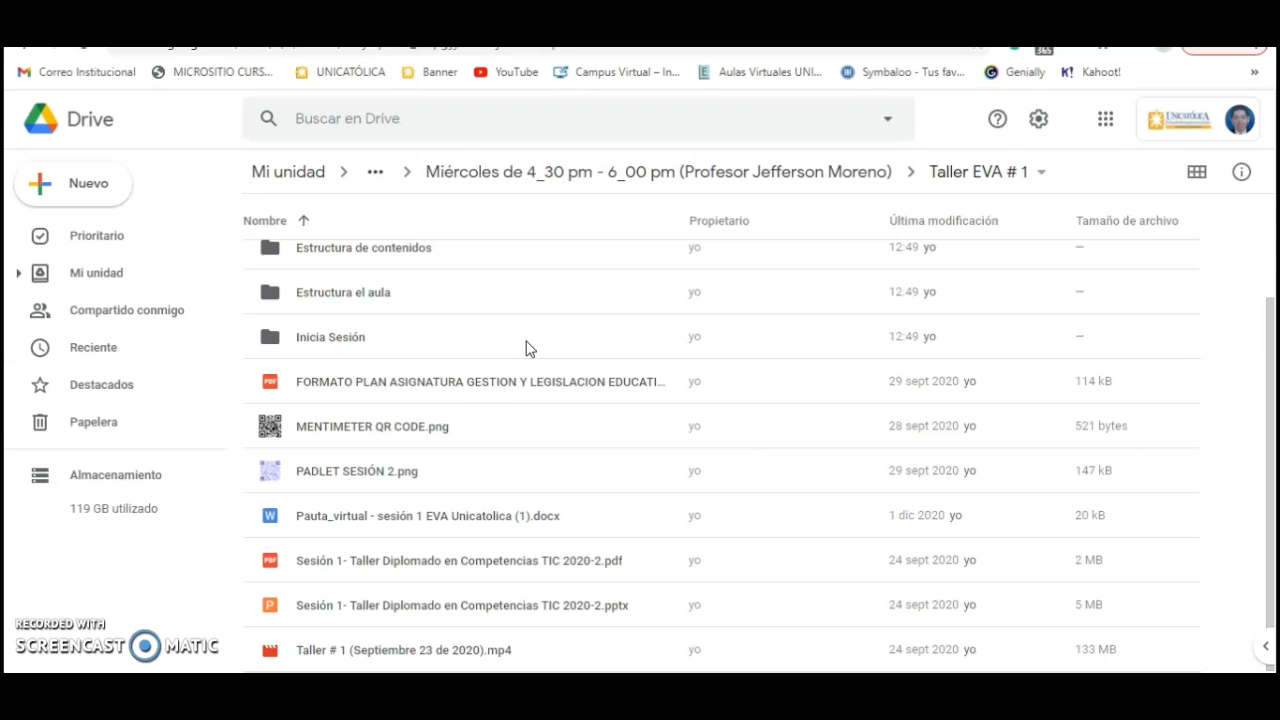 Correo Institucional MICROSITIO CURS... UNICATÓLICA Banner YouTube Campus Virtual – In... Aulas Virtuales UNI... Symbaloo - Tus fav... Genially K! Kahoot! »
Drive Buscar en Drive UNICATÓLICA
Nuevo Mi unidad > ••• > Miércoles de 4_30 pm - 6_00 pm (Profesor Jefferson Moreno) > Taller EVA # 1
Nombre Propietario Última modificación Tamaño de archivo
Prioritario
Mi unidad
Compartido conmigo
Reciente
Destacados
Papelera
Almacenamiento
119 GB utilizado
Estructura de contenidos yo 12:49 yo —
Estructura el aula yo 12:49 yo —
Inicia Sesión yo 12:49 yo —
PDF FORMATO PLAN ASIGNATURA GESTION Y LEGISLACION EDUCATI... yo 29 sept 2020 yo 114 kB
MENTIMETER QR CODE.png yo 28 sept 2020 yo 521 bytes
PADLET SESIÓN 2.png yo 29 sept 2020 yo 147 kB
W Pauta_virtual - sesión 1 EVA Unicatolica (1).docx yo 1 dic 2020 yo 20 kB
PDF Sesión 1- Taller Diplomado en Competencias TIC 2020-2.pdf yo 24 sept 2020 yo 2 MB
P Sesión 1- Taller Diplomado en Competencias TIC 2020-2.pptx yo 24 sept 2020 yo 5 MB
Taller # 1 (Septiembre 23 de 2020).mp4 yo 24 sept 2020 yo 133 MB
RECORDED WITH
SCREENCAST MATIC